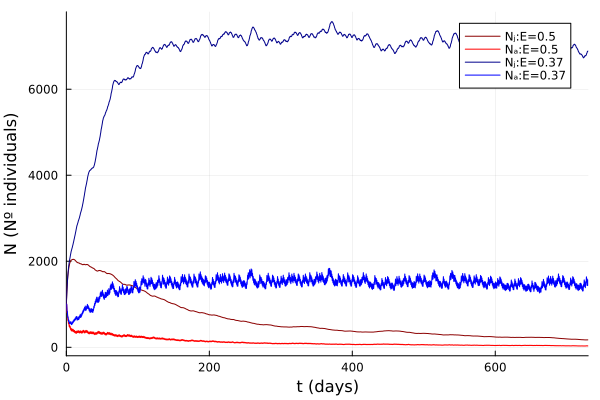 N (Nº individuals)
6000
4000
2000
0
0
200
400
600
t (days)
Nⱼ:E=0.5
Nₐ:E=0.5
Nⱼ:E=0.37
Nₐ:E=0.37